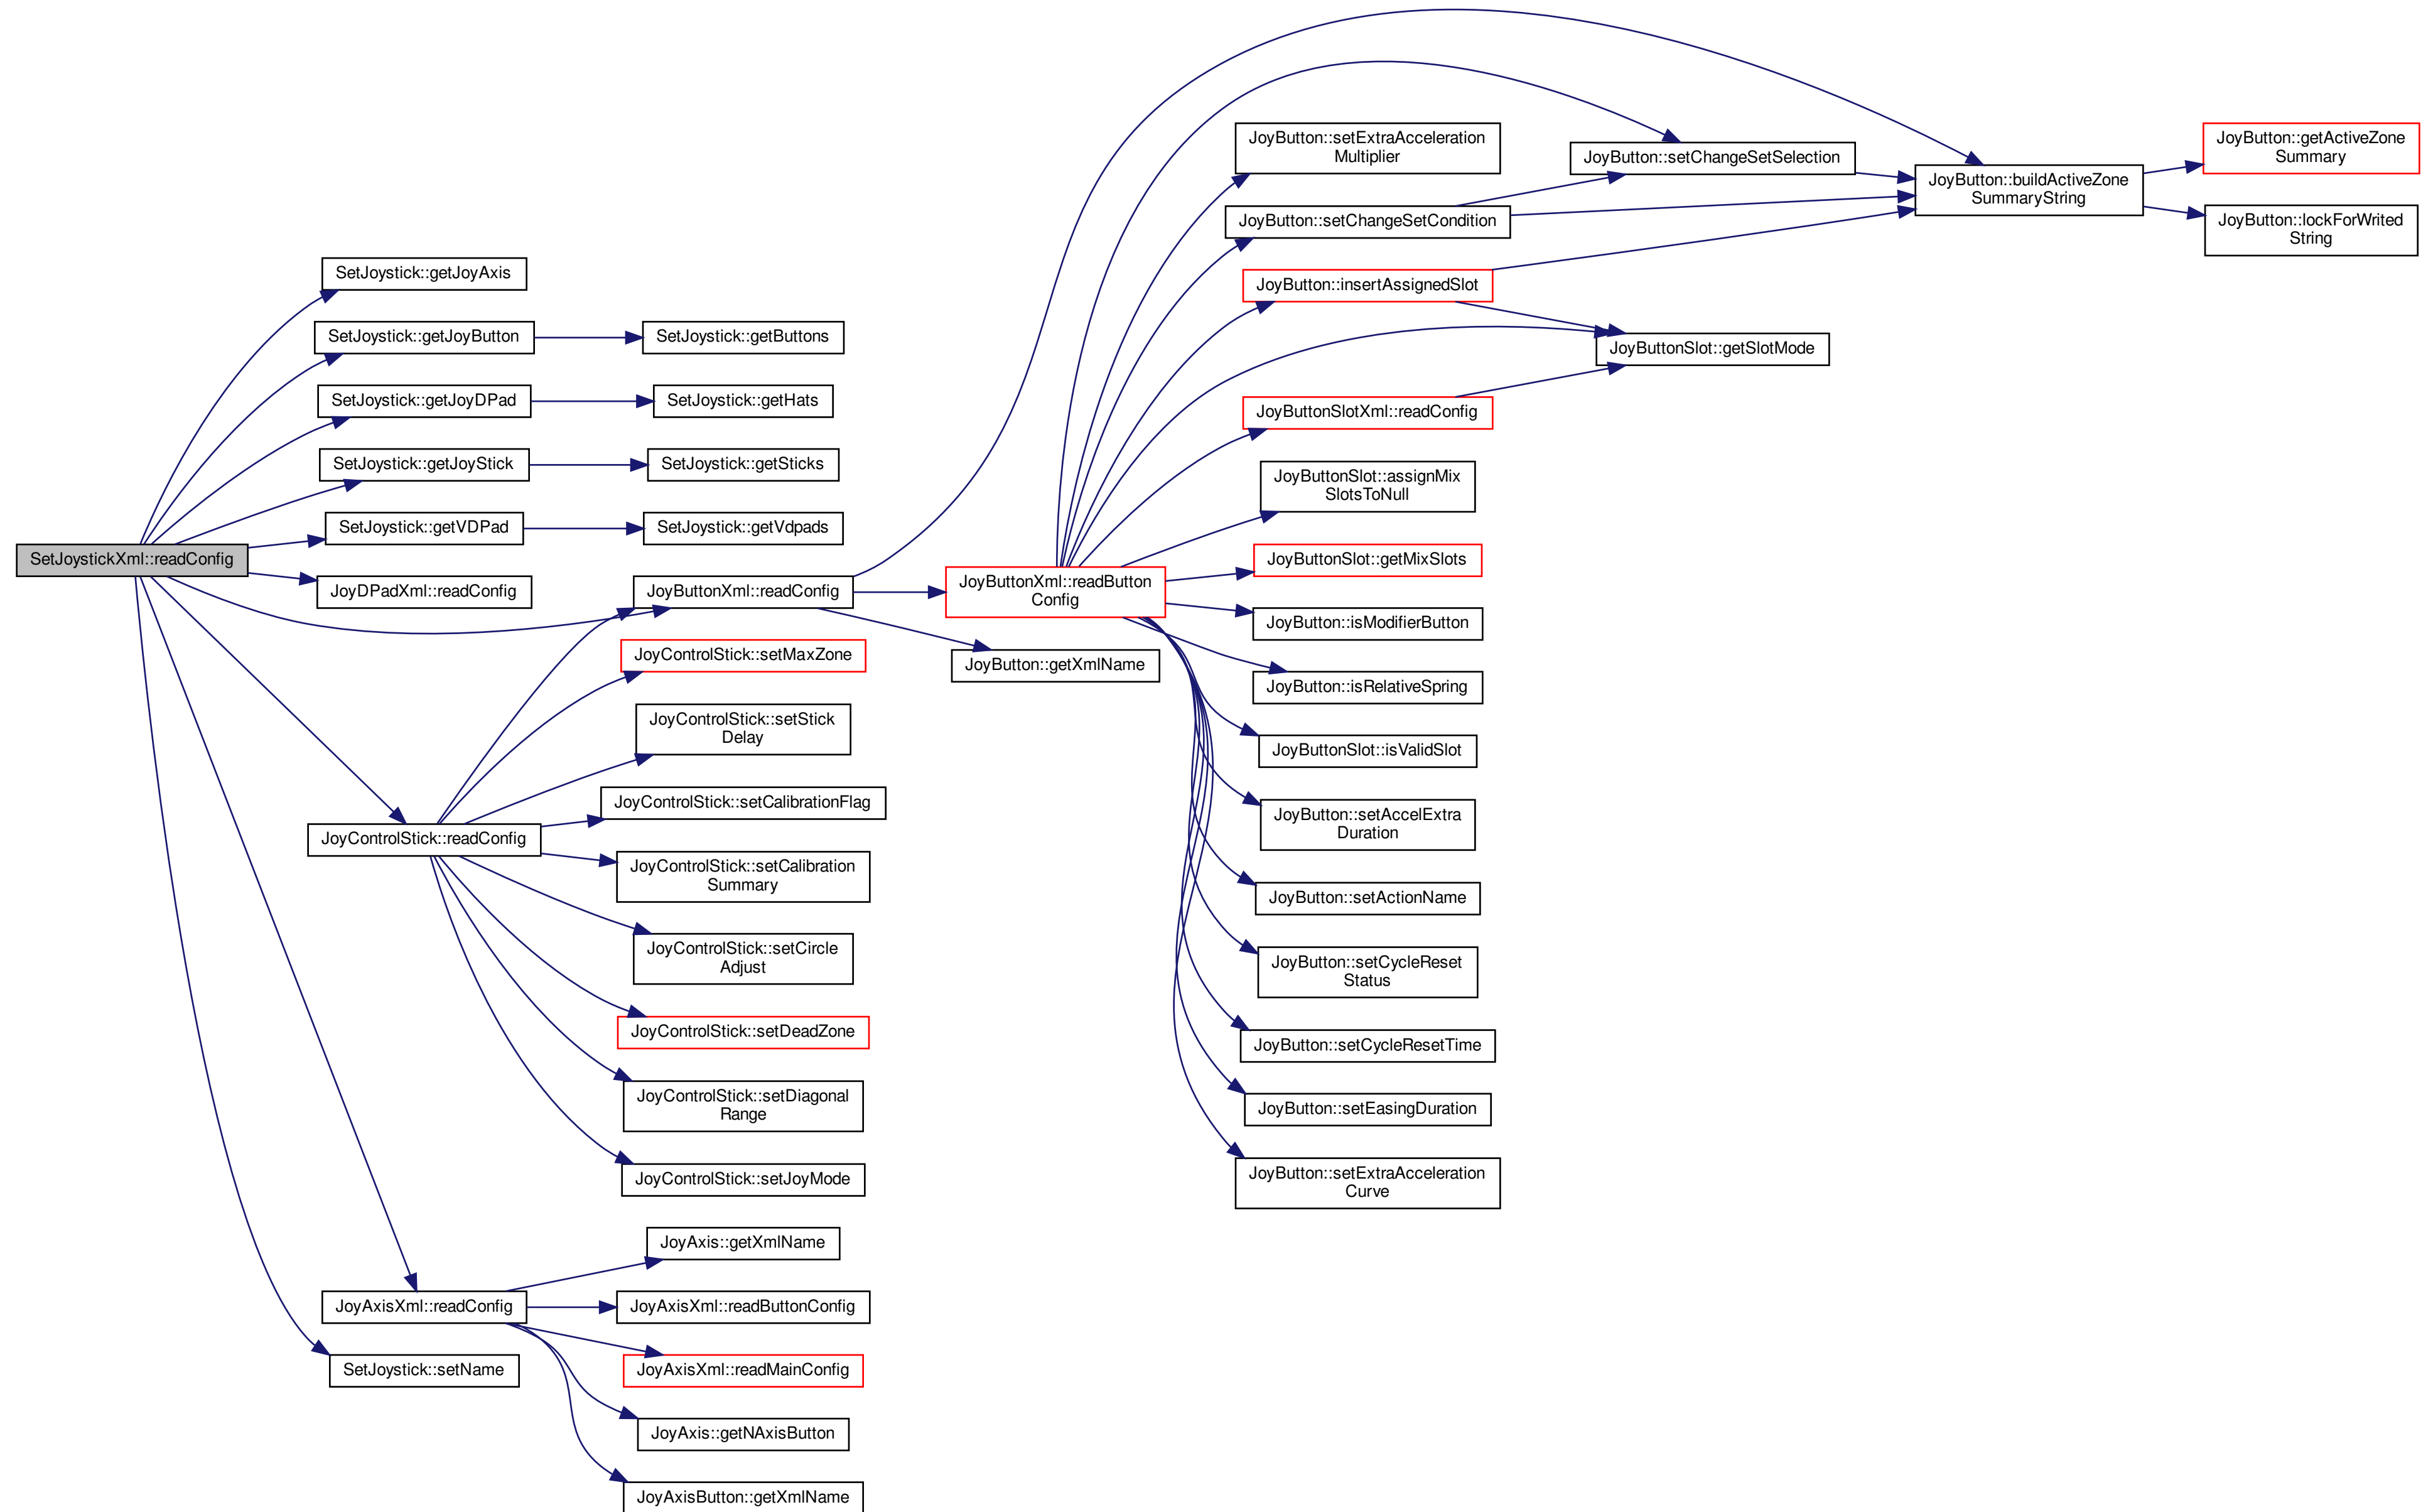 SetJoystickXml::readConfig
SetJoystick::getJoyAxis
SetJoystick::getJoyButton
SetJoystick::getJoyDPad
SetJoystick::getJoyStick
SetJoystick::getVDPad
JoyDPadXml::readConfig
JoyControlStick::readConfig
JoyAxisXml::readConfig
SetJoystick::setName
SetJoystick::getButtons
SetJoystick::getHats
SetJoystick::getSticks
SetJoystick::getVdpads
JoyButtonXml::readConfig
JoyControlStick::setMaxZone
JoyControlStick::setStick
Delay
JoyControlStick::setCalibrationFlag
JoyControlStick::setCalibration
Summary
JoyControlStick::setCircle
Adjust
JoyControlStick::setDeadZone
JoyControlStick::setDiagonal
Range
JoyControlStick::setJoyMode
JoyAxis::getXmlName
JoyAxisXml::readButtonConfig
JoyAxisXml::readMainConfig
JoyAxis::getNAxisButton
JoyAxisButton::getXmlName
JoyButtonXml::readButton
Config
JoyButton::getXmlName
JoyButton::setExtraAcceleration
Multiplier
JoyButton::setChangeSetCondition
JoyButton::insertAssignedSlot
JoyButtonSlotXml::readConfig
JoyButtonSlot::assignMix
SlotsToNull
JoyButtonSlot::getMixSlots
JoyButton::isModifierButton
JoyButton::isRelativeSpring
JoyButtonSlot::isValidSlot
JoyButton::setAccelExtra
Duration
JoyButton::setActionName
JoyButton::setCycleReset
Status
JoyButton::setCycleResetTime
JoyButton::setEasingDuration
JoyButton::setExtraAcceleration
Curve
JoyButton::setChangeSetSelection
JoyButtonSlot::getSlotMode
JoyButton::buildActiveZone
SummaryString
JoyButton::getActiveZone
Summary
JoyButton::lockForWrited
String